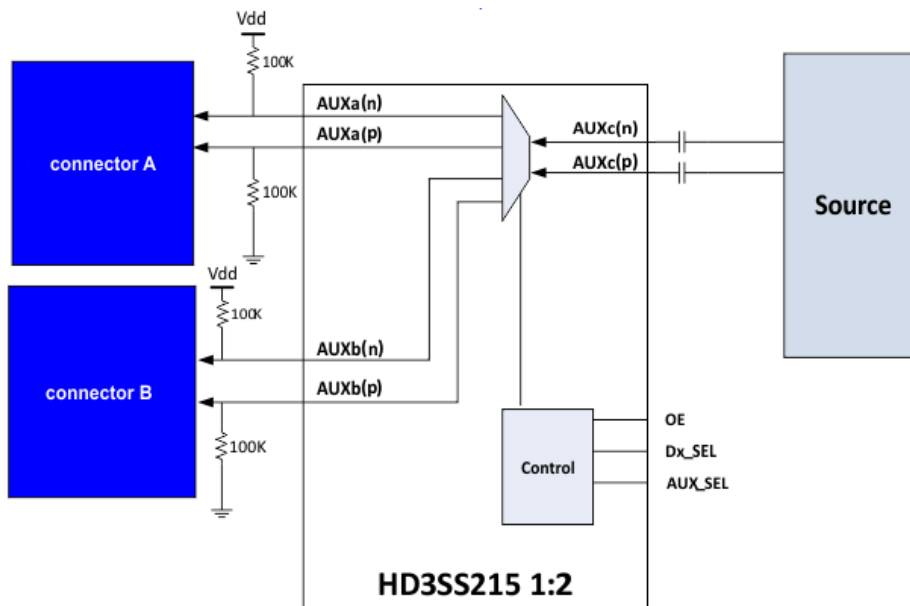 Vdd
100K
connector A
AUXa(n)
AUXa(p)
100K
AUXc(n)
AUXc(p)
Source
Vdd
100K
connector B
AUXb(n)
AUXb(p)
100K
Control
OE
Dx_SEL
AUX_SEL
HD3SS215 1:2